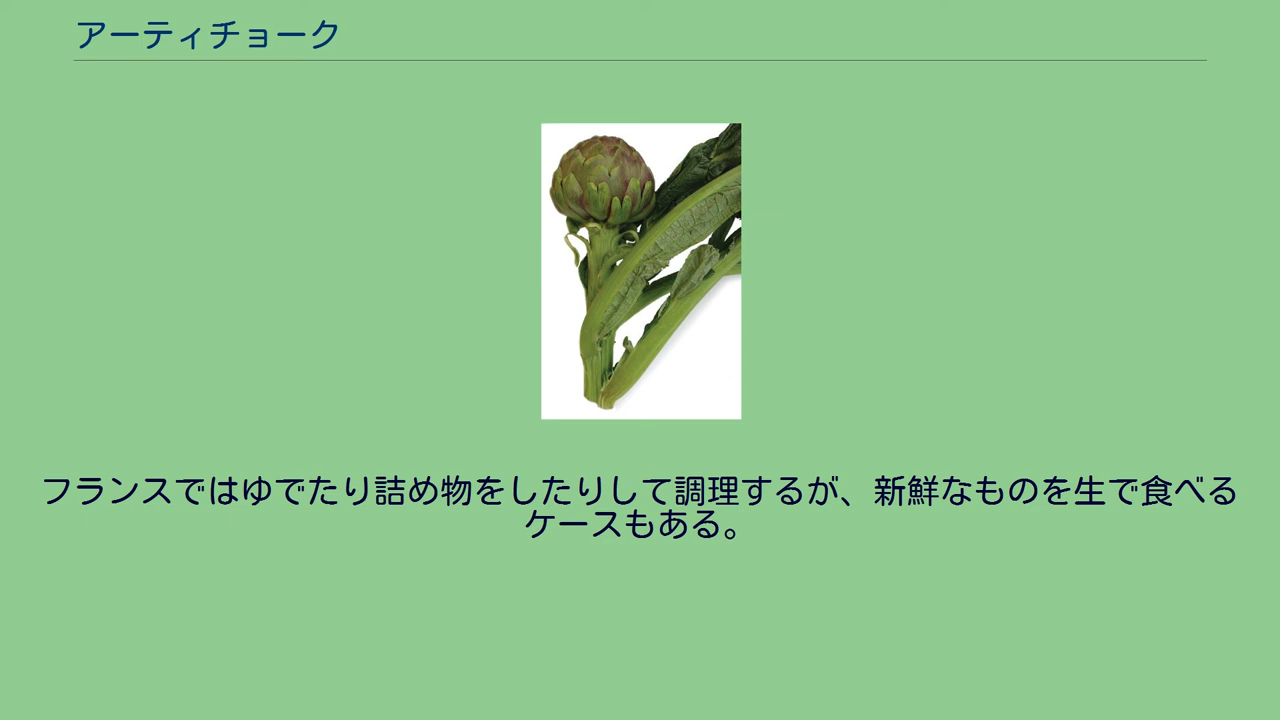 アーティチョーク
フランスではゆでたり詰め物をしたりして調理するが、新鮮なものを生で食べる
ケースもある。